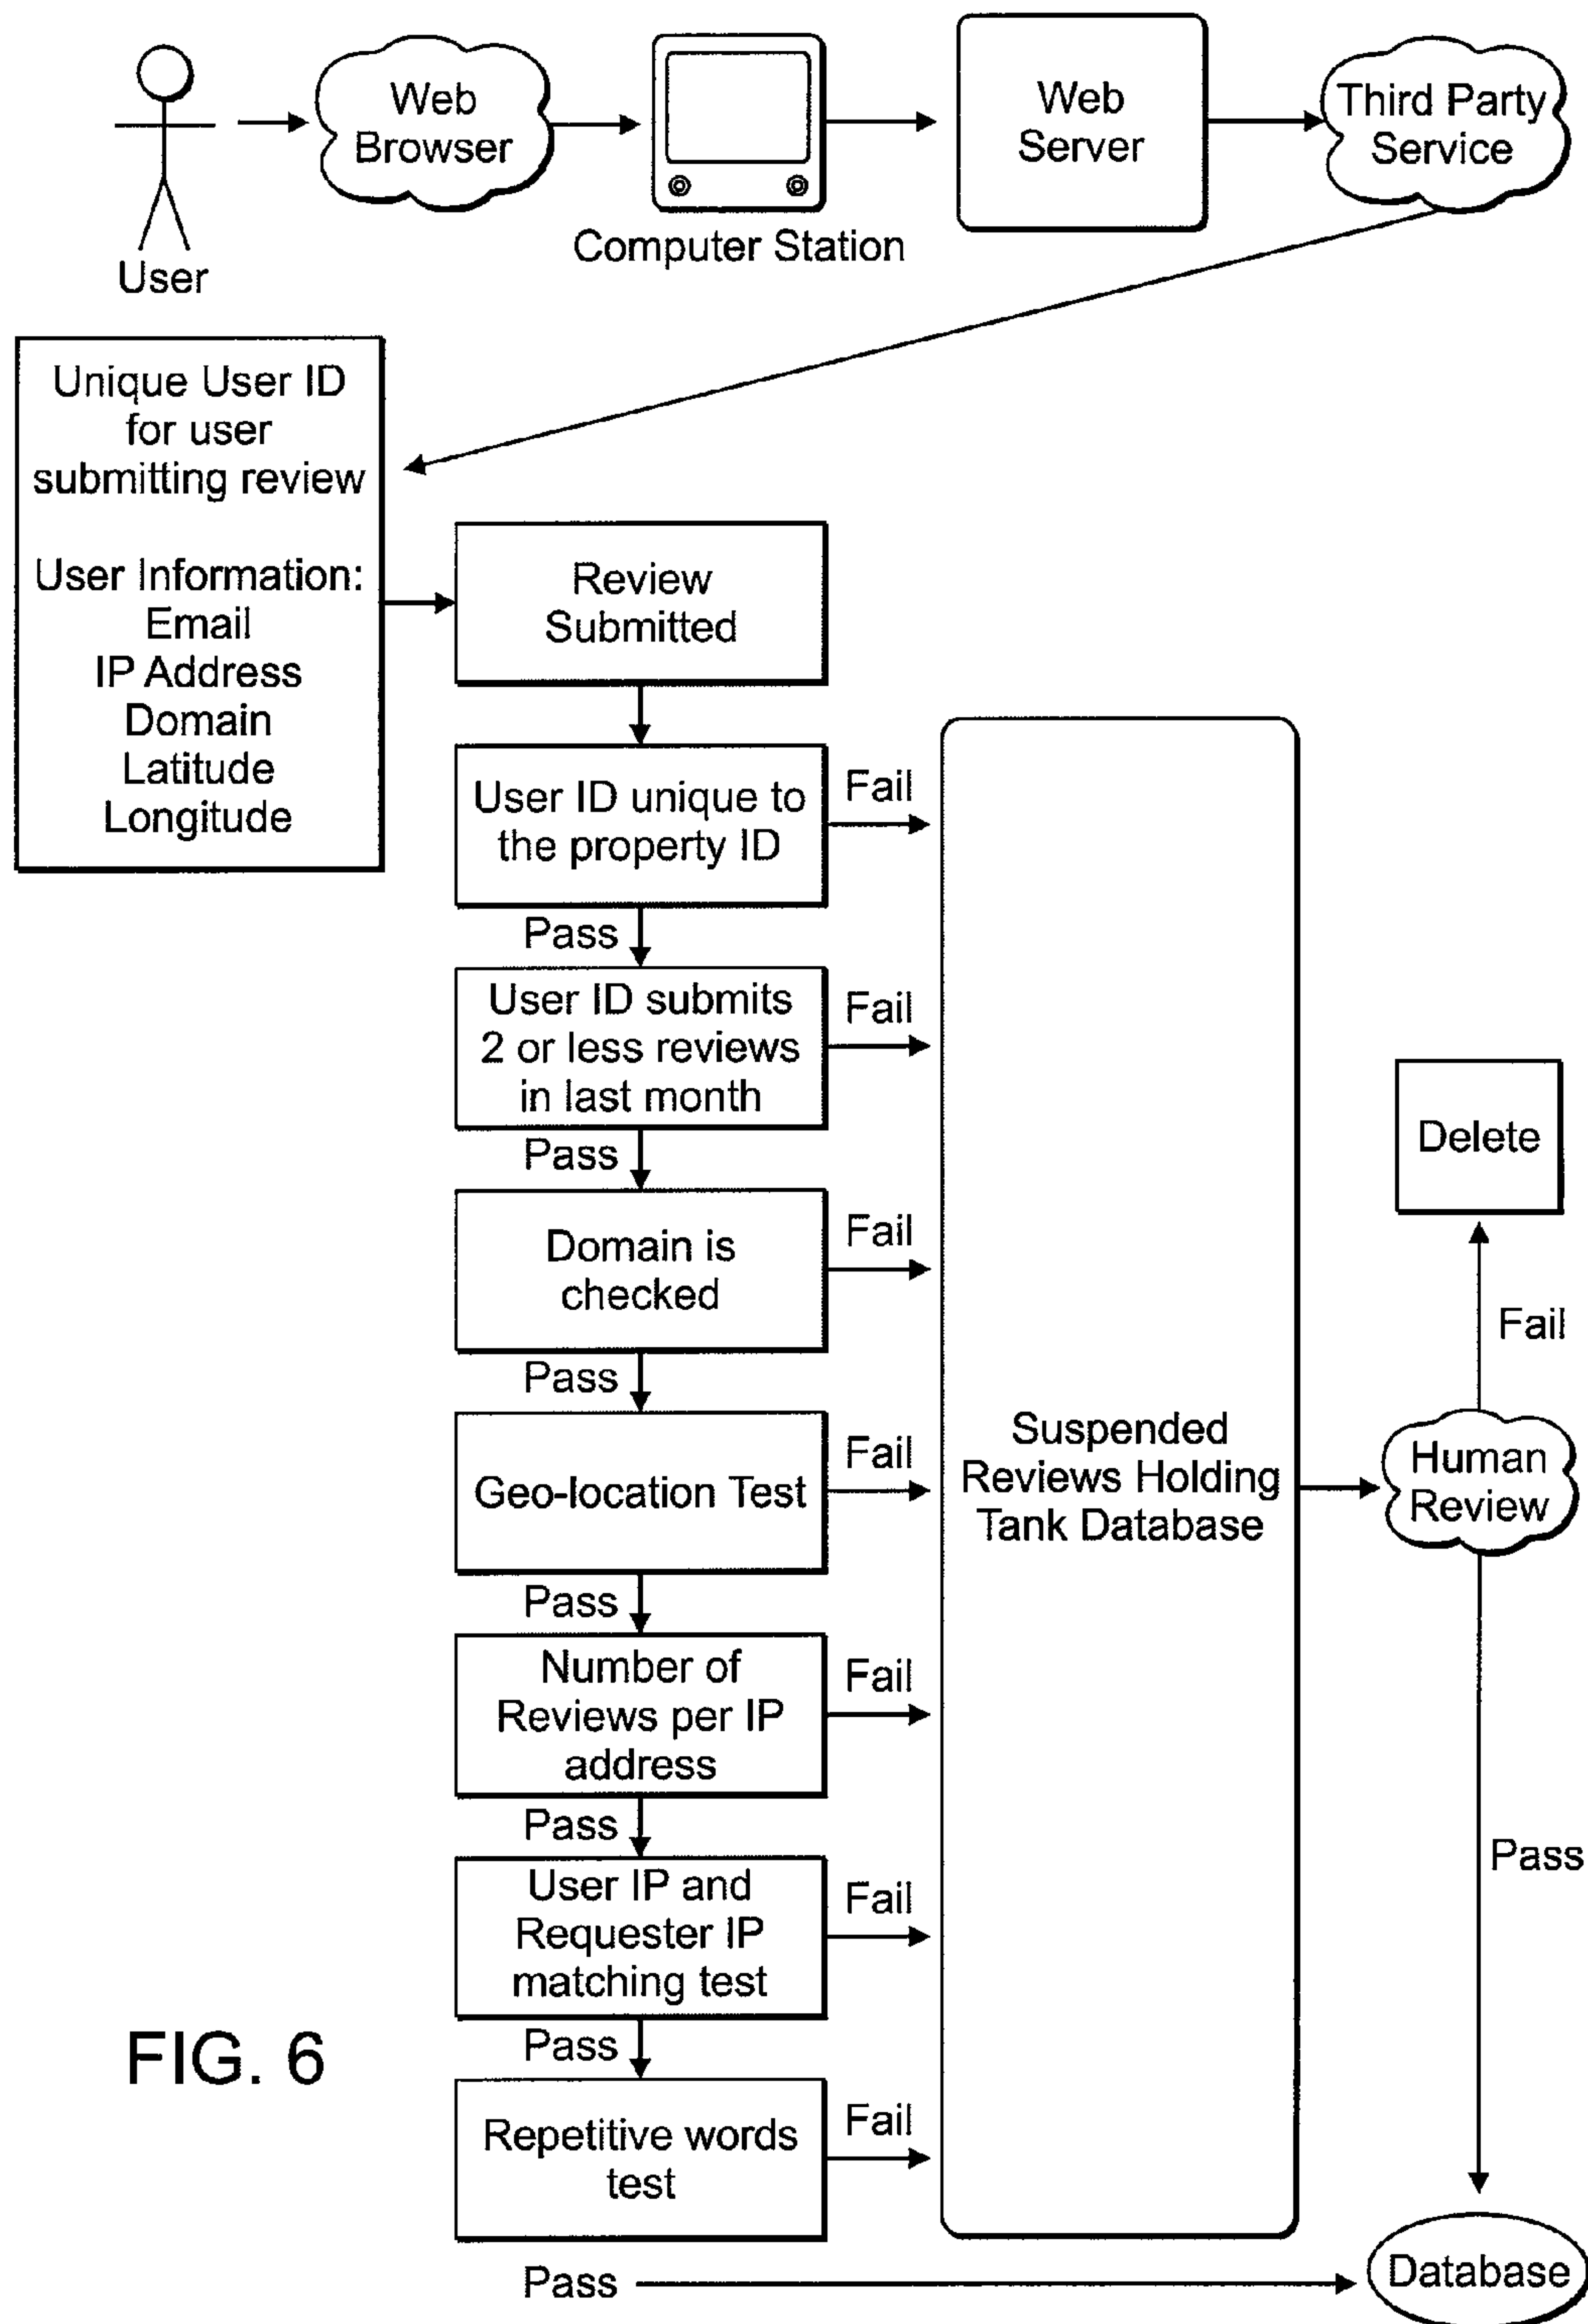 Web
Browser
Web
Server
Third Party
Service
Computer Station
User
Unique User ID
for user
submitting review
User Information:
Email
IP Address
Domain
Latitude
Longitude
Review
Submitted
User ID unique to
the property ID
Fail
Pass
User ID submits
2 or less reviews
in last month
Fail
Pass
Domain is
checked
Fail
Pass
Geo-location Test
Fail
Pass
Number of
Reviews per IP
address
Fail
Pass
User IP and
Requester IP
matching test
Fail
Pass
Repetitive words
test
Fail
Pass
Suspended
Reviews Holding
Tank Database
Delete
Fail
Human
Review
Pass
Database
FIG. 6